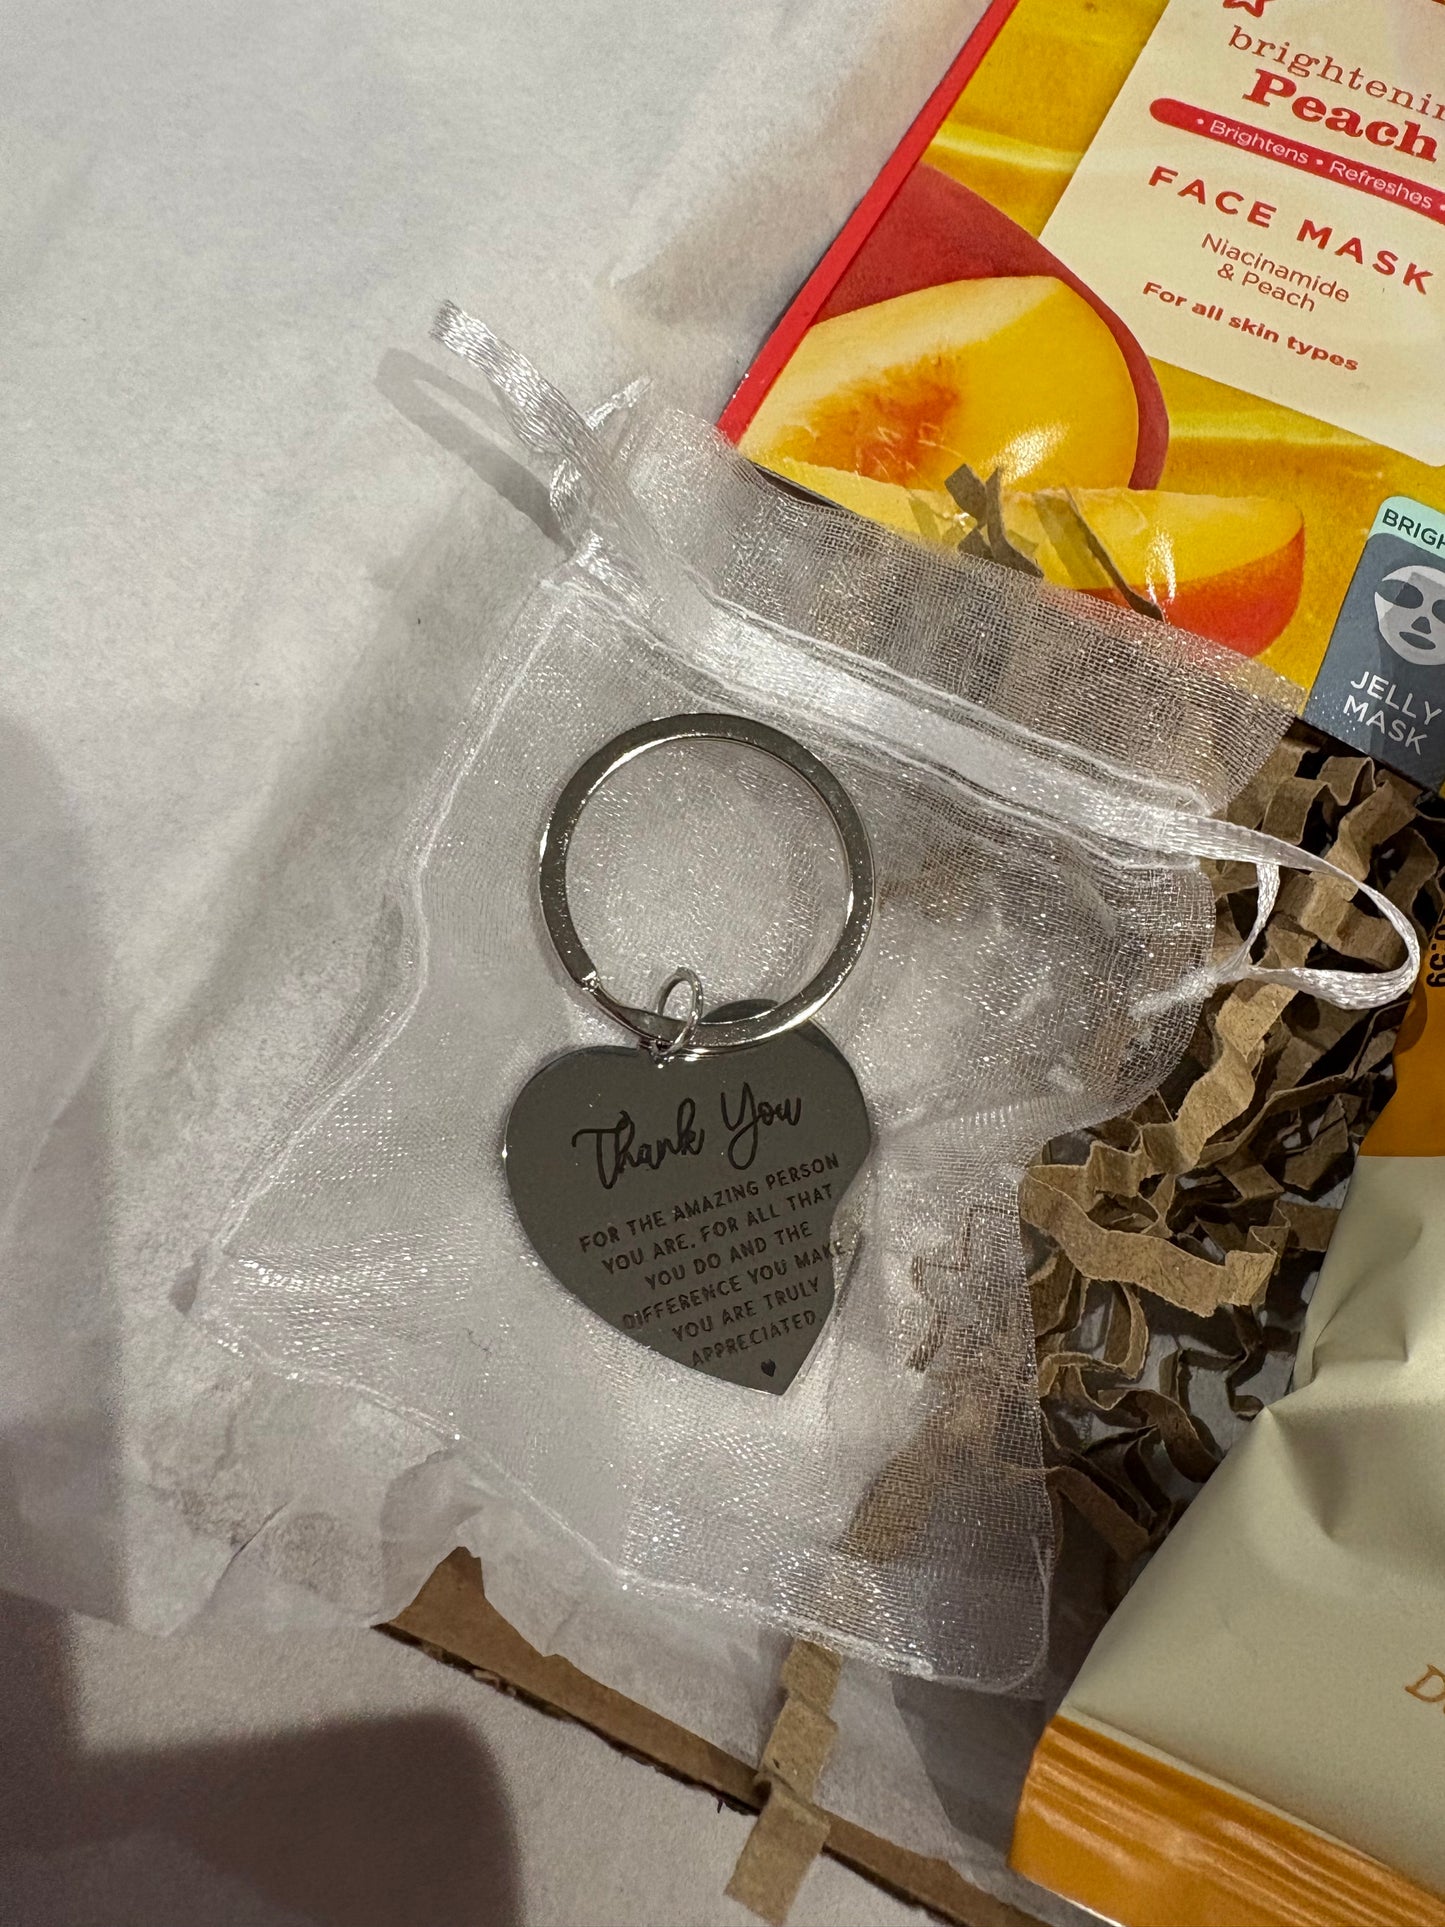 Peach
• Brightens • Refreshes •
FACE MASK
Niacinamide
& Peach
For all skin types
JELLY
MASK
Thank You
FOR THE AMAZING PERSON
YOU ARE. FOR ALL THAT
YOU DO AND THE
DIFFERENCE YOU MAKE
YOU ARE TRULY
APPRECIATED